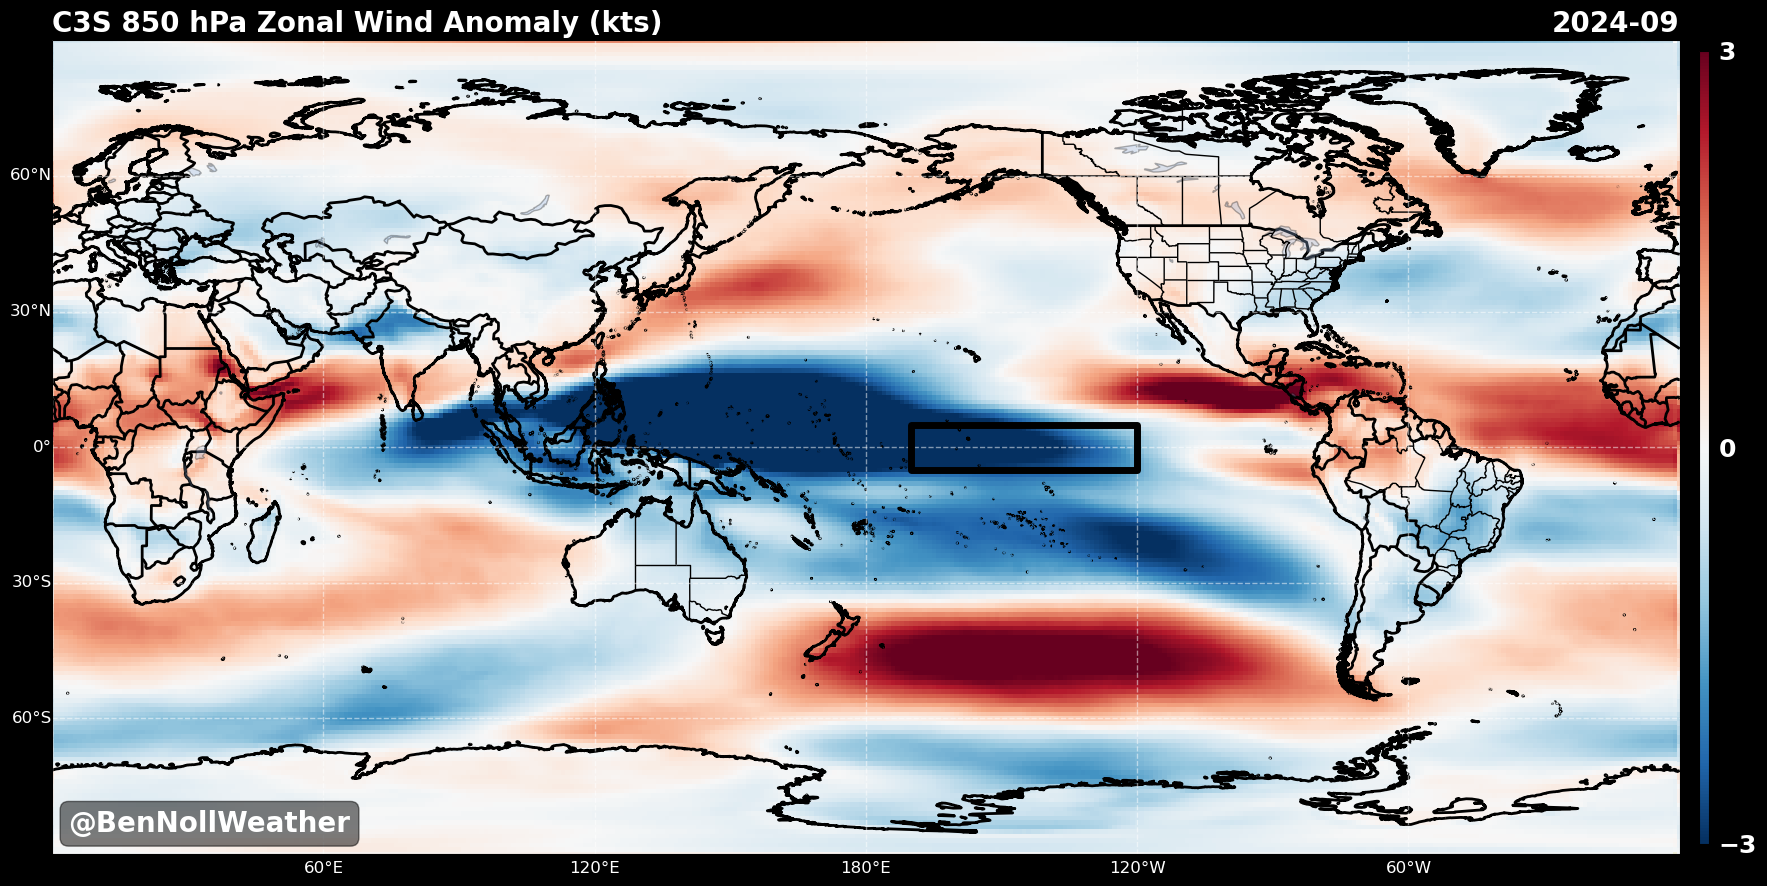 C3S 850 hPa Zonal Wind Anomaly (kts)
2024-09
3
60°N
30°N
0°
0
30°S
60°S
−3
@BenNollWeather
60°E
120°E
180°E
120°W
60°W